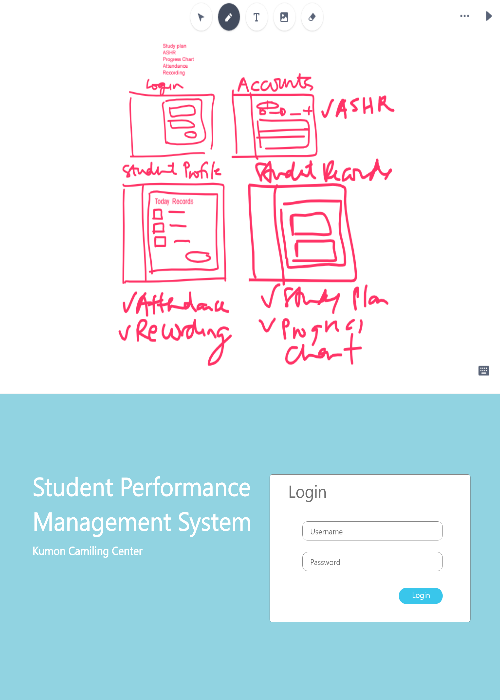 Study plan
ASHR
Progress Chart
Attendance
Recording
Login
Accounts
✓ASHR
Student Profile
Student Records
Today Records
✓Attendance
✓Recording
✓Study Plan
✓Progress
Chart
Student Performance
Management System
Kumon Camiling Center
Login
Username
Password
Login